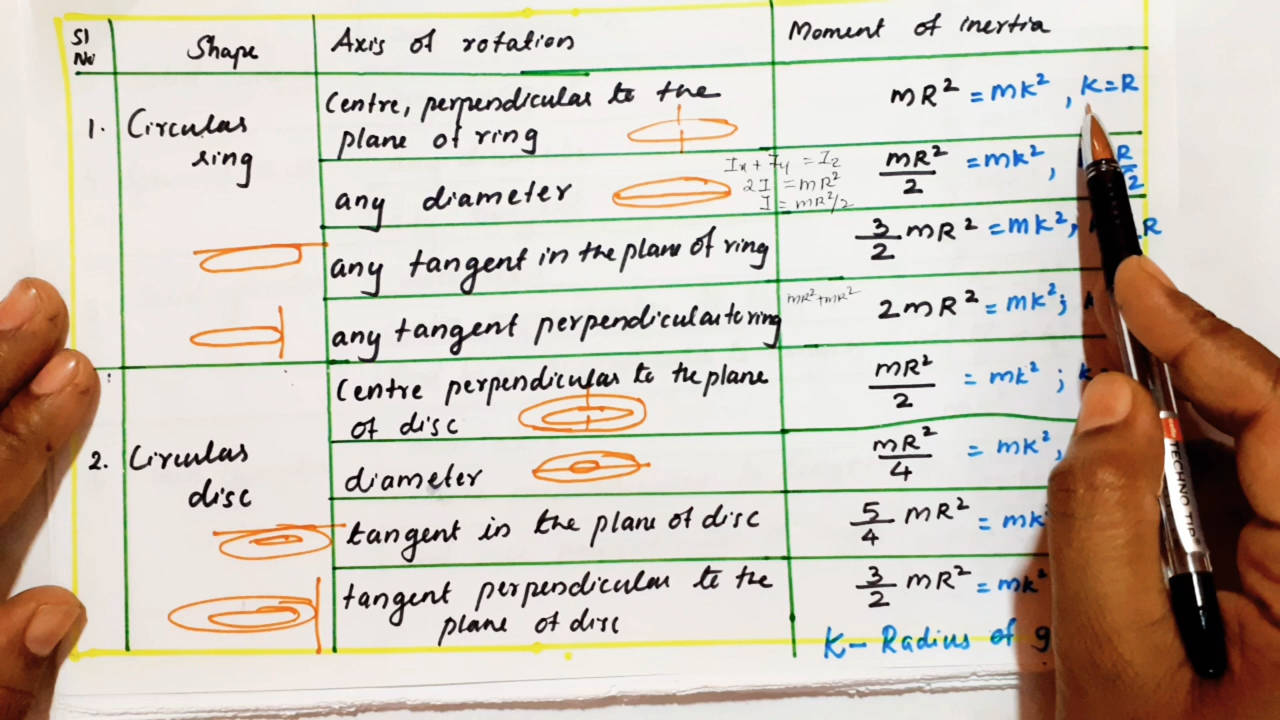 Sl No
Shape
Axis of rotation
Moment of inertia
1. Circular ring
Centre, perpendicular to the
plane of ring
mR² = mk², K=R
any diameter
Ix + Iy = Iz
2I = mR²
I = mR²/2
mR²/2 = mk², R
2
any tangent in the plane of ring
3/2 mR² = mk², R
any tangent perpendicular to ring
mR²+mR²
2mR² = mk²;
2. Circular disc
Centre perpendicular to the plane
of disc
mR²/2 = mk²; k=
diameter
mR²/4 = mk²,
tangent in the plane of disc
5/4 mR² = mk
tangent perpendicular to the
plane of disc
3/2 mR² = mk²
K - Radius of g
TECHNO TIP